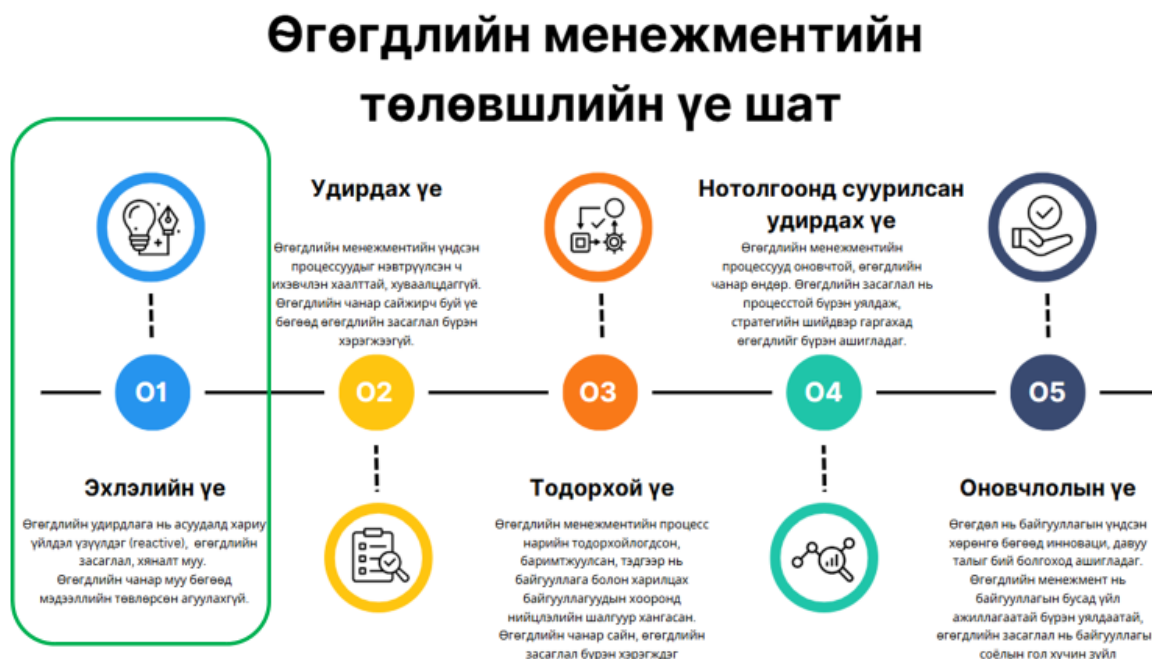 Өгөгдлийн менежментийн
төлөвшлийн үе шат
01
Эхлэлийн үе
Өгөгдлийн удирдлага нь асуудалд хариу
үйлдэл үзүүлдэг (reactive), өгөгдлийн
засаглал, хяналт муу.
Өгөгдлийн чанар муу бөгөөд
мэдээллийн төвлөрсөн агуулахгүй.
Удирдах үе
Өгөгдлийн менежментийн үндсэн
процессуудыг нэвтрүүлсэн ч
ихэвчлэн хаалттай, хуваалцдаггүй.
Өгөгдлийн чанар сайжирч буй үе
бөгөөд өгөгдлийн засаглал бүрэн
хэрэгжээгүй.
02
03
Тодорхой үе
Өгөгдлийн менежментийн процесс
нарийн тодорхойлогдсон,
баримтжуулсан, тэдгээр нь
байгууллага болон харилцах
байгууллагуудын хооронд
нийцлэлийн шалгуур хангасан.
Өгөгдлийн чанар сайн, өгөгдлийн
засаглал бүрэн хэрэгждэг
Нотолгоонд суурилсан
удирдах үе
Өгөгдлийн менежментийн
процессууд оновчтой, өгөгдлийн
чанар өндөр. Өгөгдлийн засаглал нь
процесстой бүрэн уялдаж,
стратегийн шийдвэр гаргахад
өгөгдлийг бүрэн ашигладаг.
04
05
Оновчлолын үе
Өгөгдөл нь байгууллагын үндсэн
хөрөнгө бөгөөд инноваци, давуу
талыг бий болгоход ашигладаг.
Өгөгдлийн менежмент нь
байгууллагын бусад үйл
ажиллагаатай бүрэн уялдаатай,
өгөгдлийн засаглал нь байгууллагы
соёлын гол хүчин зүйл